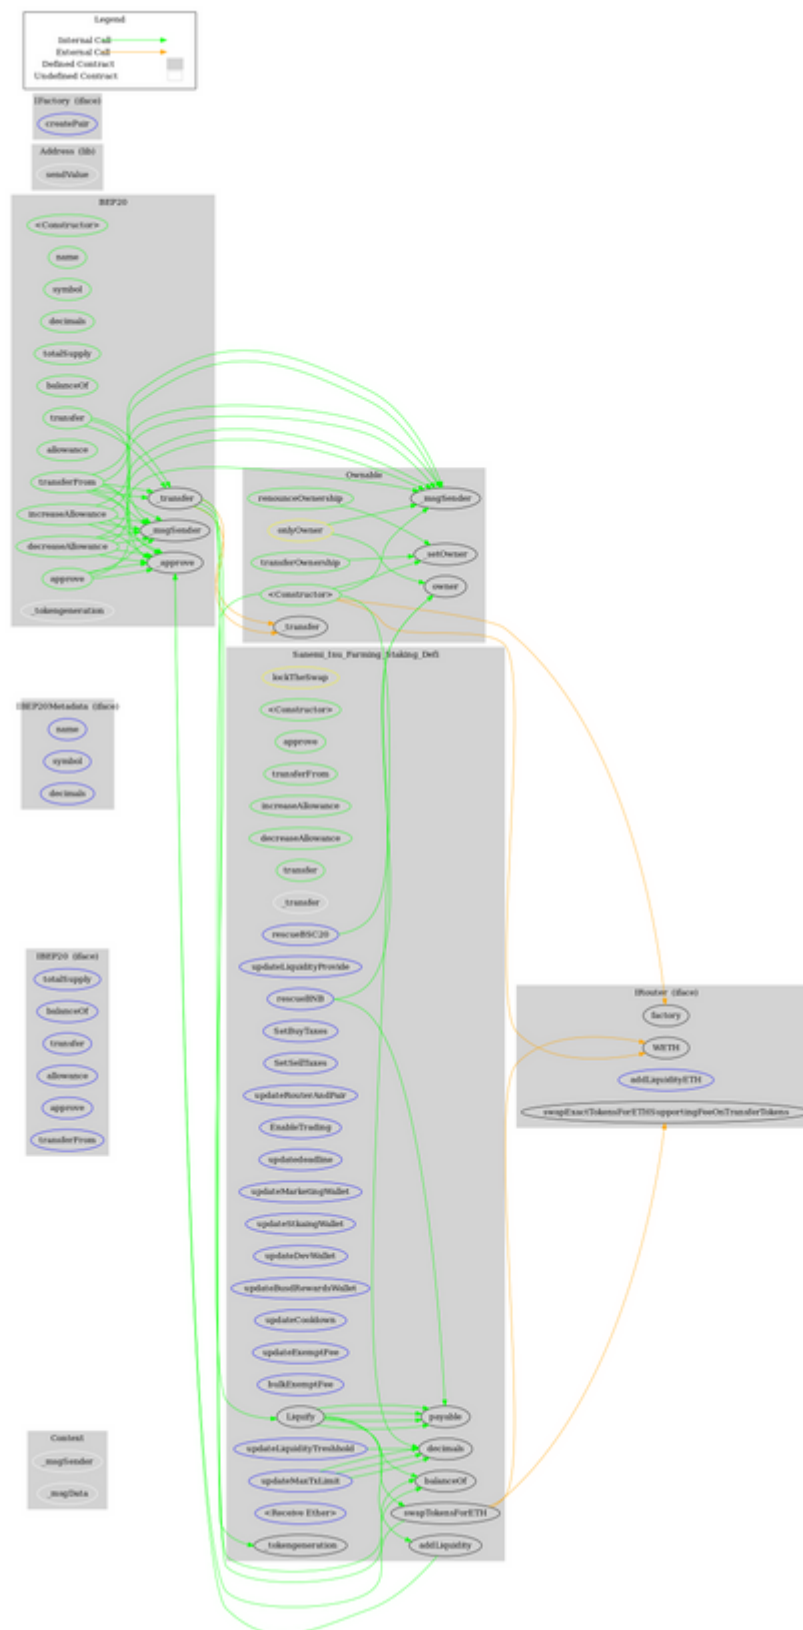 Legend
Internal Call
External Call
Defined Contract
Undefined Contract
IFactory (iface)
createPair
Address (lib)
sendValue
BEP20
<Constructor>
name
symbol
decimals
totalSupply
balanceOf
transfer
allowance
transferFrom
increaseAllowance
decreaseAllowance
approve
_tokengeneration
_transfer
_msgSender
_approve
Ownable
renounceOwnership
onlyOwner
transferOwnership
<Constructor>
_transfer
_msgSender
_setOwner
owner
Sanemi_Inu_Farming_Staking_Defi
lockTheSwap
<Constructor>
approve
transferFrom
increaseAllowance
decreaseAllowance
transfer
_transfer
rescueBSC20
updateLiquidityProvide
rescueBNB
SetBuyTaxes
SetSellTaxes
updateRouterAndPair
EnableTrading
updatedeadline
updateMarketingWallet
updateStkaingWallet
updateDevWallet
updateBusdRewardsWallet
updateCooldown
updateExemptFee
bulkExemptFee
Liquify
updateLiquidityTreshhold
updateMaxTxLimit
<Receive Ether>
_tokengeneration
payable
decimals
balanceOf
swapTokensForETH
addLiquidity
IBEP20Metadata (iface)
name
symbol
decimals
IBEP20 (iface)
totalSupply
balanceOf
transfer
allowance
approve
transferFrom
IRouter (iface)
factory
WETH
addLiquidityETH
swapExactTokensForETHSupportingFeeOnTransferTokens
Context
_msgSender
_msgData